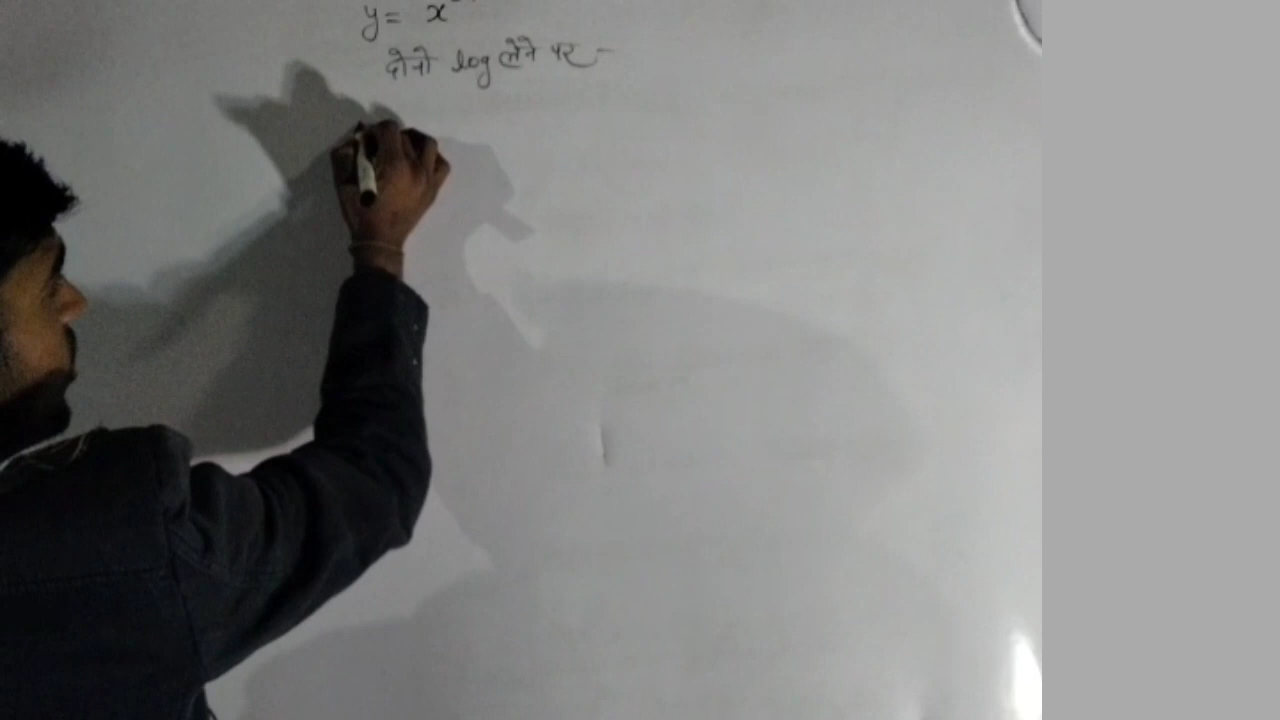 y = x
दोनो log लेने पर -